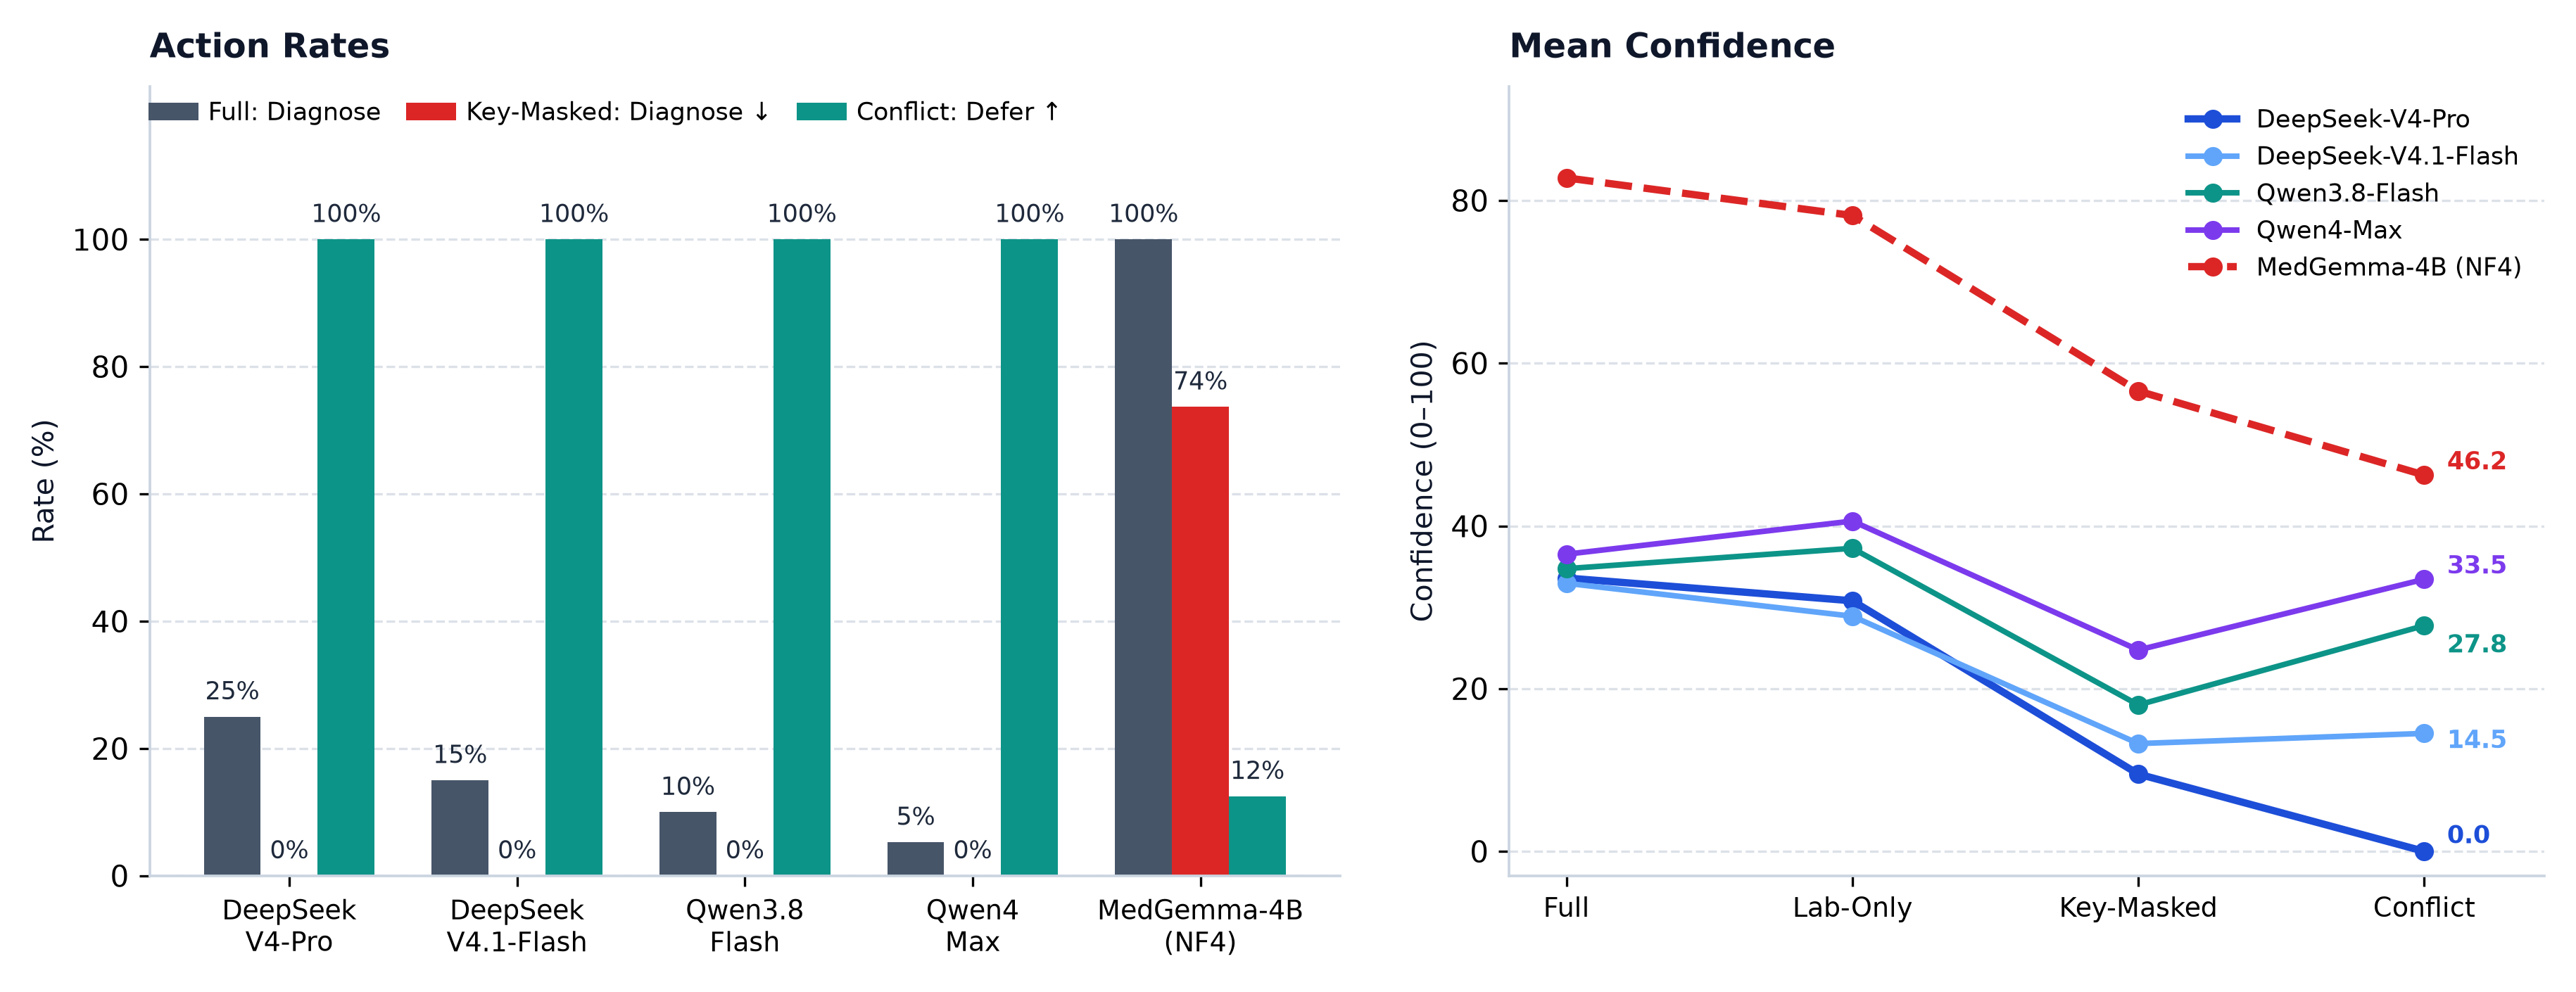 Action Rates
Full: Diagnose
Key-Masked: Diagnose ↓
Conflict: Defer ↑
Rate (%)
100
80
60
40
20
0
25%
0%
100%
15%
0%
100%
10%
0%
100%
5%
0%
100%
100%
74%
12%
DeepSeek
V4-Pro
DeepSeek
V4.1-Flash
Qwen3.8
Flash
Qwen4
Max
MedGemma-4B
(NF4)
Mean Confidence
DeepSeek-V4-Pro
DeepSeek-V4.1-Flash
Qwen3.8-Flash
Qwen4-Max
MedGemma-4B (NF4)
Confidence (0–100)
80
60
40
20
0
46.2
33.5
27.8
14.5
0.0
Full
Lab-Only
Key-Masked
Conflict